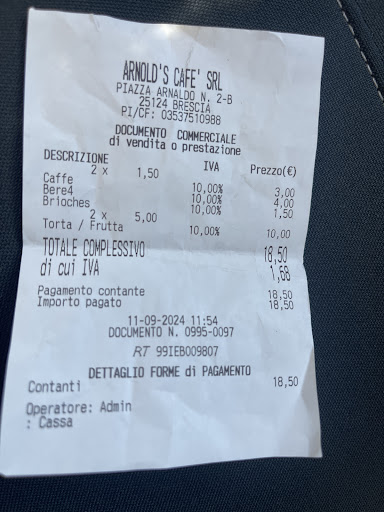 ARNOLD'S CAFE' SRL
PIAZZA ARNALDO N. 2-B
25124 BRESCIA
PI/CF: 03537510988
DOCUMENTO COMMERCIALE
di vendita o prestazione
DESCRIZIONE IVA Prezzo(€)
2 x 1,50
Caffe 10,00% 3,00
Bere4 10,00% 4,00
Brioches 10,00% 1,50
2 x 5,00
Torta / Frutta 10,00% 10,00
TOTALE COMPLESSIVO 18,50
di cui IVA 1,68
Pagamento contante 18,50
Importo pagato 18,50
11-09-2024 11:54
DOCUMENTO N. 0995-0097
RT 99IEB009807
DETTAGLIO FORME di PAGAMENTO
Contanti 18,50
Operatore: Admin
: Cassa